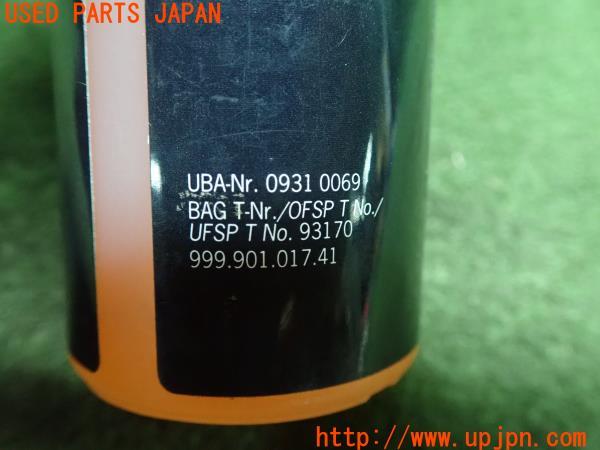 USED PARTS JAPAN
UBA-Nr. 0931 0069
BAG T-Nr./OFSP T No./
UFSP T No. 93170
999.901.017.41
http://www.upjpn.com